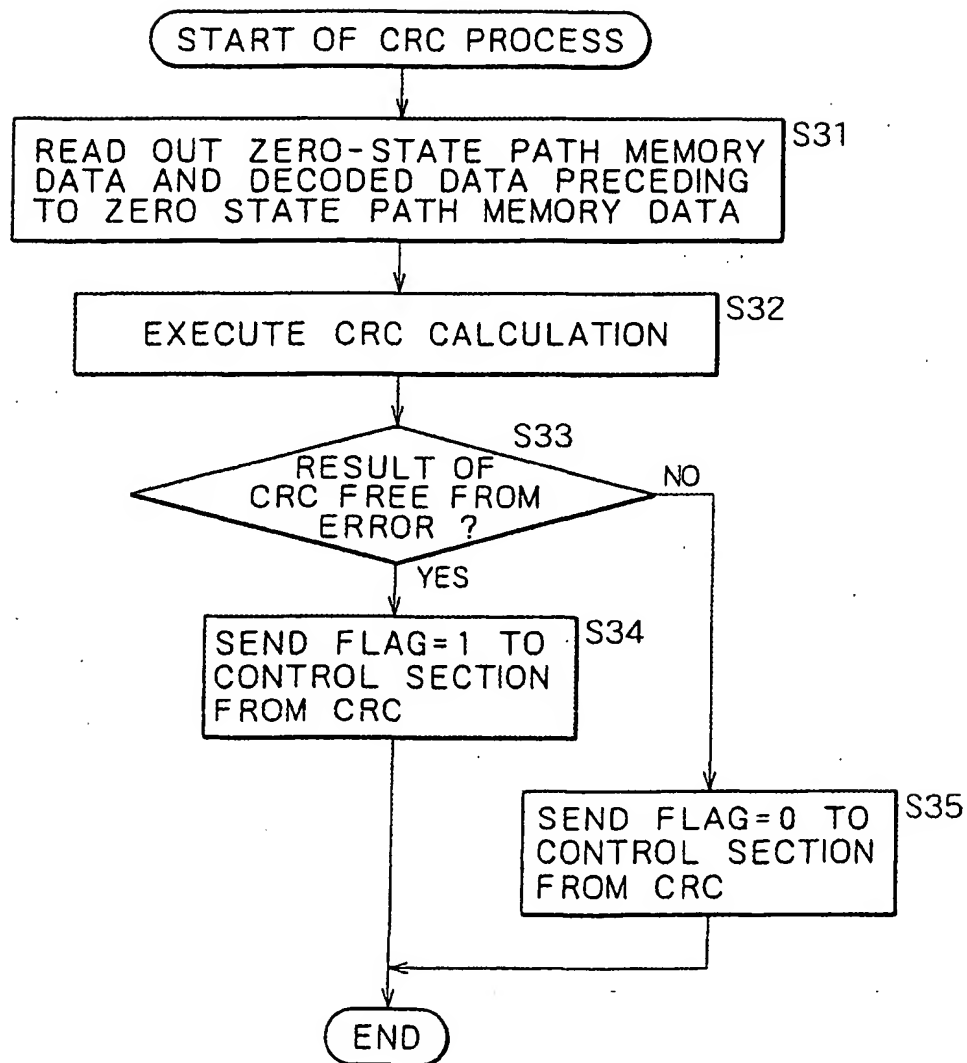 START OF CRC PROCESS
S31
READ OUT ZERO-STATE PATH MEMORY
DATA AND DECODED DATA PRECEDING
TO ZERO STATE PATH MEMORY DATA
S32
EXECUTE CRC CALCULATION
S33
RESULT OF
CRC FREE FROM
ERROR ?
NO
YES
S34
SEND FLAG=1 TO
CONTROL SECTION
FROM CRC
S35
SEND FLAG=0 TO
CONTROL SECTION
FROM CRC
END